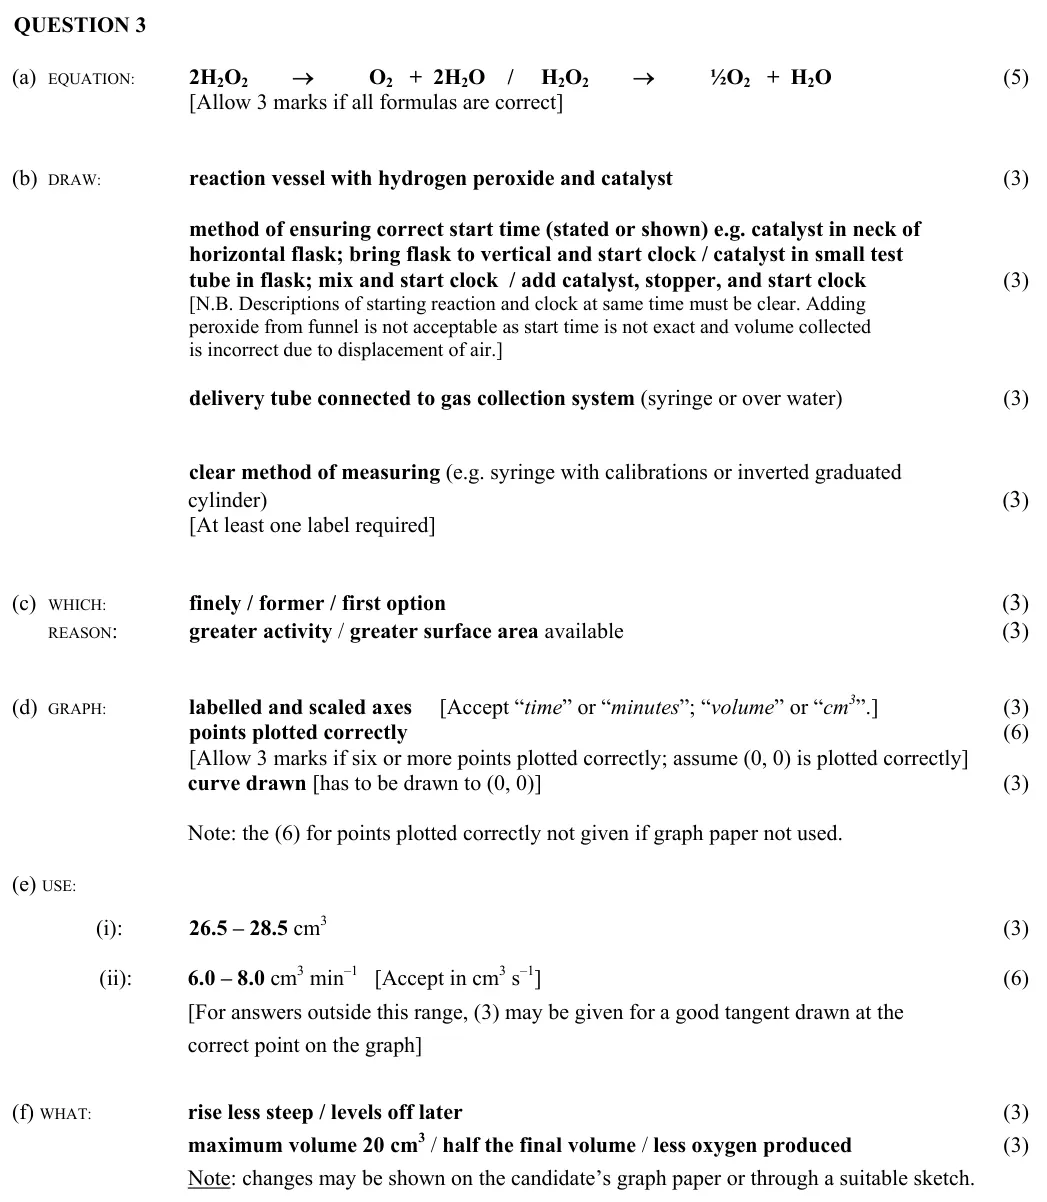 QUESTION 3
(a) EQUATION: 2H₂O₂ → O₂ + 2H₂O / H₂O₂ → ½O₂ + H₂O (5)
[Allow 3 marks if all formulas are correct]
(b) DRAW: reaction vessel with hydrogen peroxide and catalyst (3)
method of ensuring correct start time (stated or shown) e.g. catalyst in neck of
horizontal flask; bring flask to vertical and start clock / catalyst in small test
tube in flask; mix and start clock / add catalyst, stopper, and start clock (3)
[N.B. Descriptions of starting reaction and clock at same time must be clear. Adding
peroxide from funnel is not acceptable as start time is not exact and volume collected
is incorrect due to displacement of air.]
delivery tube connected to gas collection system (syringe or over water) (3)
clear method of measuring (e.g. syringe with calibrations or inverted graduated
cylinder) (3)
[At least one label required]
(c) WHICH: finely / former / first option (3)
REASON: greater activity / greater surface area available (3)
(d) GRAPH: labelled and scaled axes [Accept “time” or “minutes”; “volume” or “cm³”.] (3)
points plotted correctly (6)
[Allow 3 marks if six or more points plotted correctly; assume (0, 0) is plotted correctly]
curve drawn [has to be drawn to (0, 0)] (3)
Note: the (6) for points plotted correctly not given if graph paper not used.
(e) USE:
(i): 26.5 – 28.5 cm³ (3)
(ii): 6.0 – 8.0 cm³ min⁻¹ [Accept in cm³ s⁻¹] (6)
[For answers outside this range, (3) may be given for a good tangent drawn at the
correct point on the graph]
(f) WHAT: rise less steep / levels off later (3)
maximum volume 20 cm³ / half the final volume / less oxygen produced (3)
Note: changes may be shown on the candidate’s graph paper or through a suitable sketch.